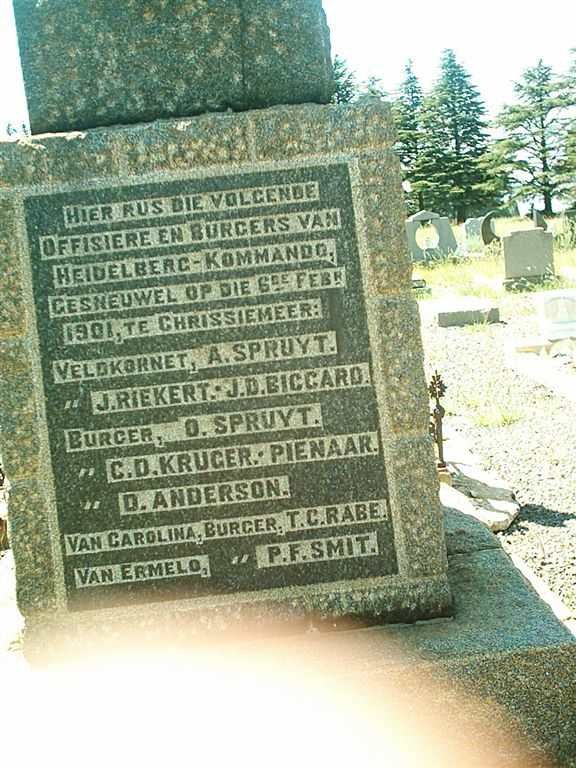 HIER RUS DIE VOLGENDE
OFFISIERE EN BURGERS VAN
HEIDELBERG-KOMMANDO,
GESNEUWEL OP DIE 6DE FEB:
1901, TE CHRISSIEMEER:
VELDKORNET, A. SPRUYT.
" J. RIEKERT.- J.D. BIGGARD.
BURGER, O. SPRUYT.
" C.D. KRUGER.- PIENAAR.
" D. ANDERSON.
VAN CAROLINA, BURGER, T.C. RABE.
VAN ERMELO, " P.F. SMIT.